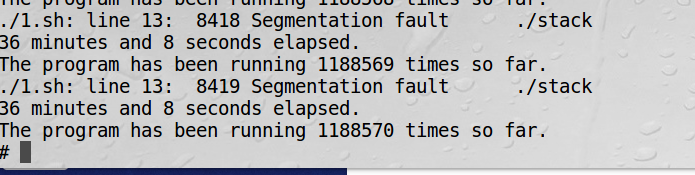 The program has been running 1188568 times so far.
./1.sh: line 13:  8418 Segmentation fault      ./stack
36 minutes and 8 seconds elapsed.
The program has been running 1188569 times so far.
./1.sh: line 13:  8419 Segmentation fault      ./stack
36 minutes and 8 seconds elapsed.
The program has been running 1188570 times so far.
#